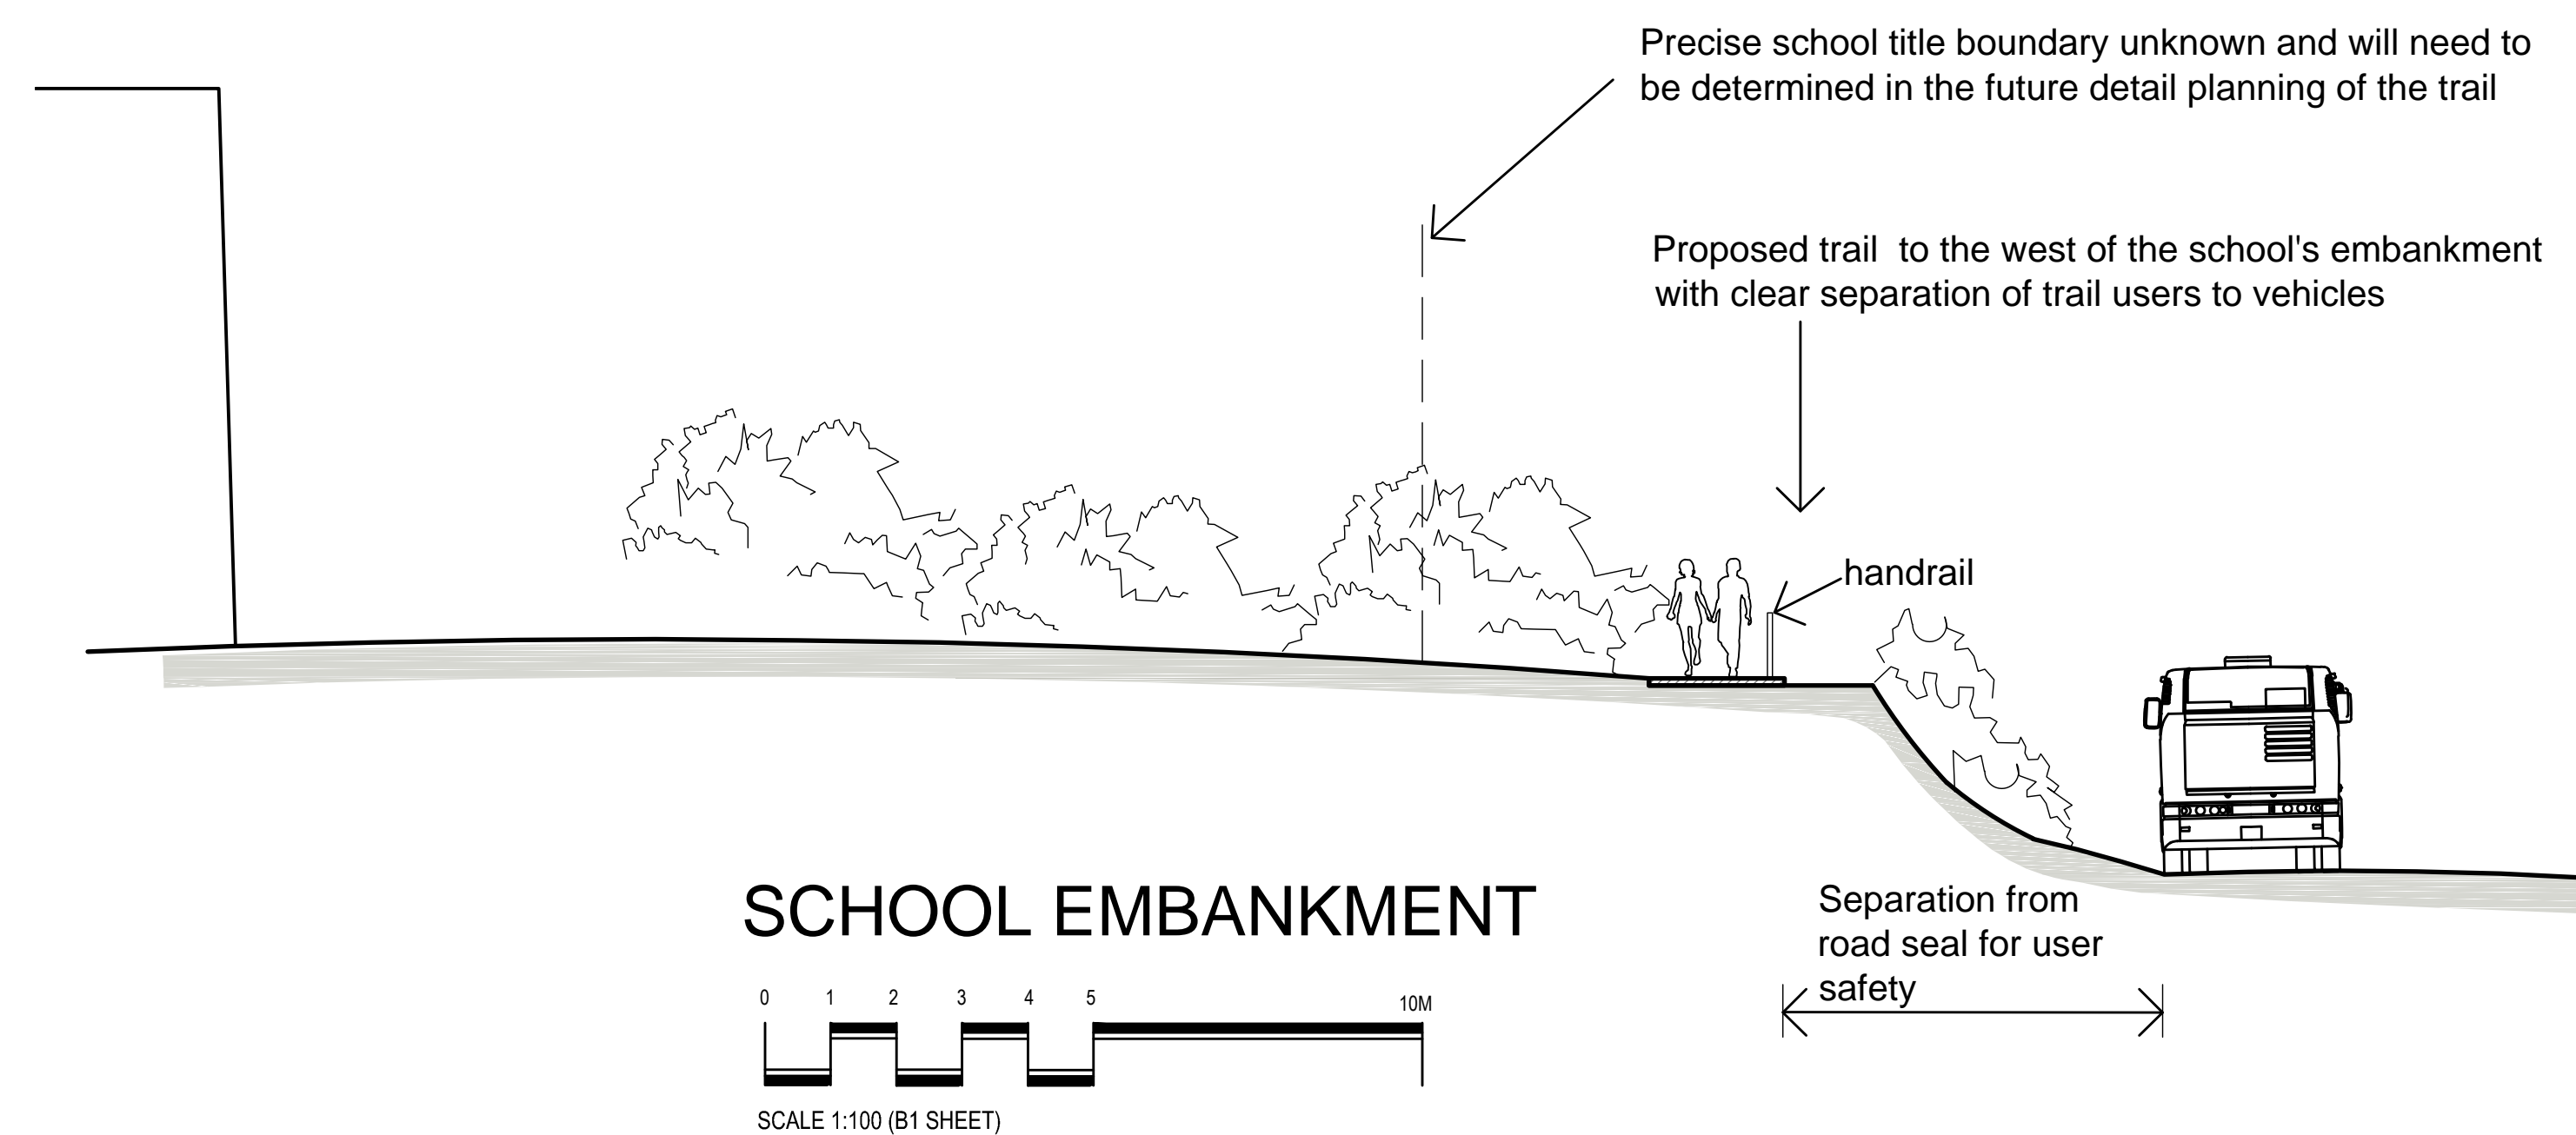 Precise school title boundary unknown and will need to
be determined in the future detail planning of the trail
Proposed trail  to the west of the school's embankment
with clear separation of trail users to vehicles
handrail
SCHOOL EMBANKMENT
Separation from
road seal for user
safety
0 1 2 3 4 5 10M
SCALE 1:100 (B1 SHEET)